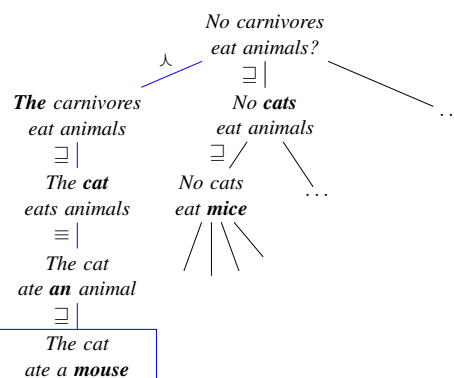 No carnivores
eat animals?
⋏
⊒
The carnivores
eat animals
No cats
eat animals
. .
⊒
⊒
The cat
eats animals
No cats
eat mice
. . .
≡
The cat
ate an animal
⊒
The cat
ate a mouse